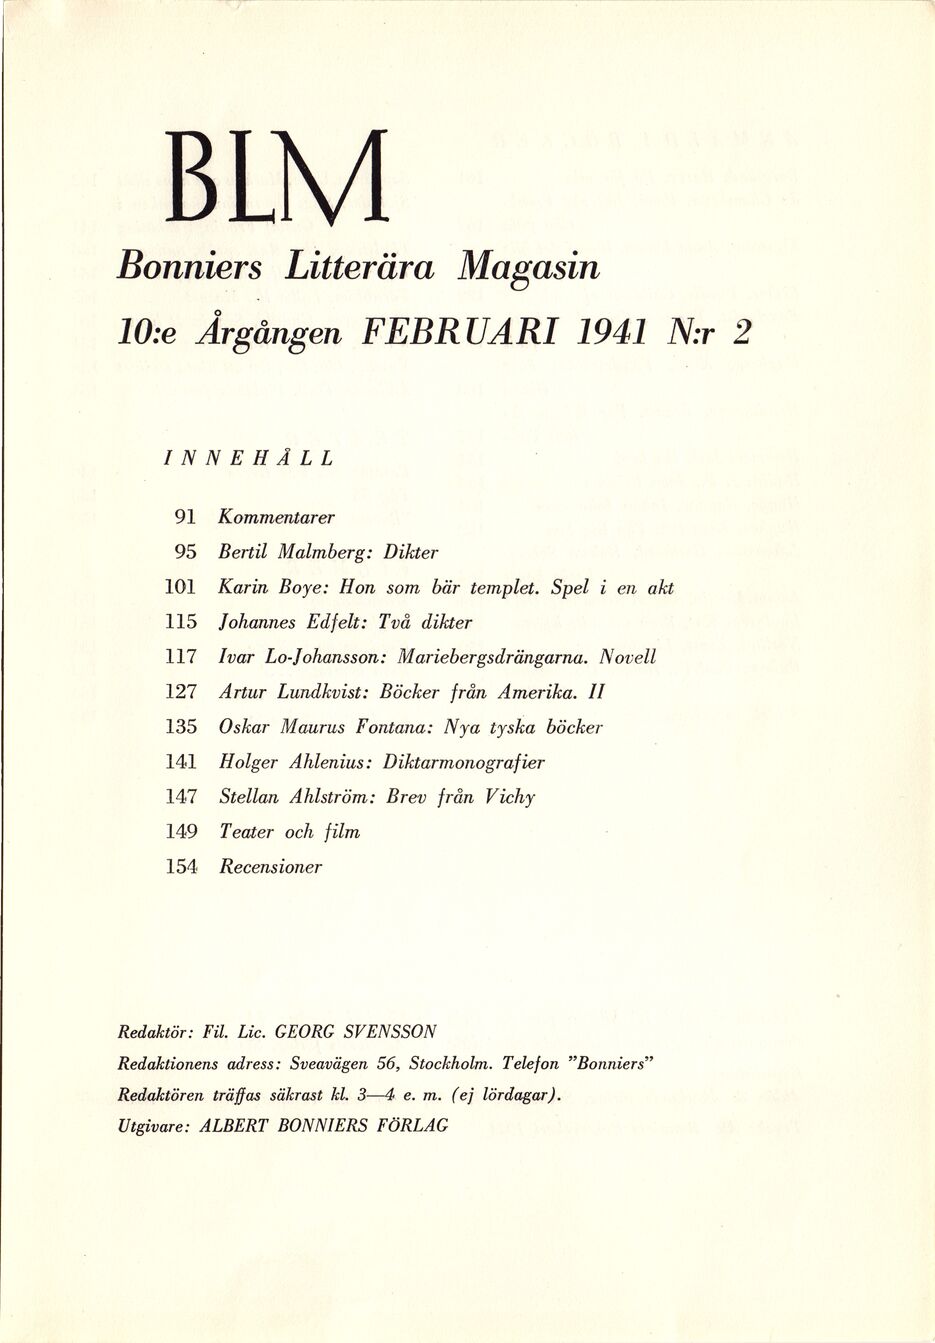 BLM
Bonniers Litterära Magasin
10:e Årgången FEBRUARI 1941 N:r 2
INNEHÅLL
91 Kommentarer
95 Bertil Malmberg: Dikter
101 Karin Boye: Hon som bär templet. Spel i en akt
115 Johannes Edfelt: Två dikter
117 Ivar Lo-Johansson: Mariebergsdrängarna. Novell
127 Artur Lundkvist: Böcker från Amerika. II
135 Oskar Maurus Fontana: Nya tyska böcker
141 Holger Ahlenius: Diktarmonografier
147 Stellan Ahlström: Brev från Vichy
149 Teater och film
154 Recensioner
Redaktör: Fil. Lic. GEORG SVENSSON
Redaktionens adress: Sveavägen 56, Stockholm. Telefon ”Bonniers”
Redaktören träffas säkrast kl. 3—4 e. m. (ej lördagar).
Utgivare: ALBERT BONNIERS FÖRLAG